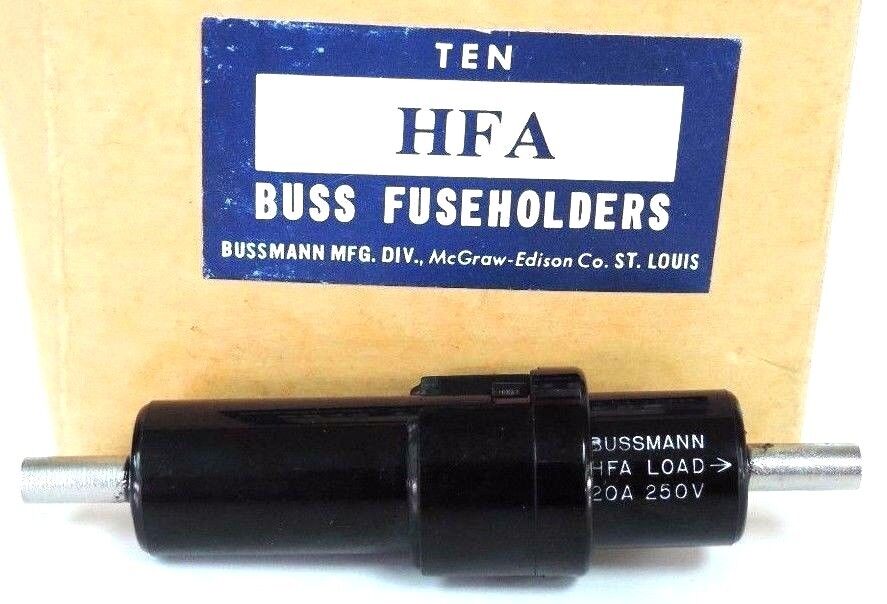 TEN
HFA
BUSS FUSEHOLDERS
BUSSMANN MFG. DIV., McGraw-Edison Co. ST. LOUIS
BUSSMANN
HFA LOAD→
20A 250V